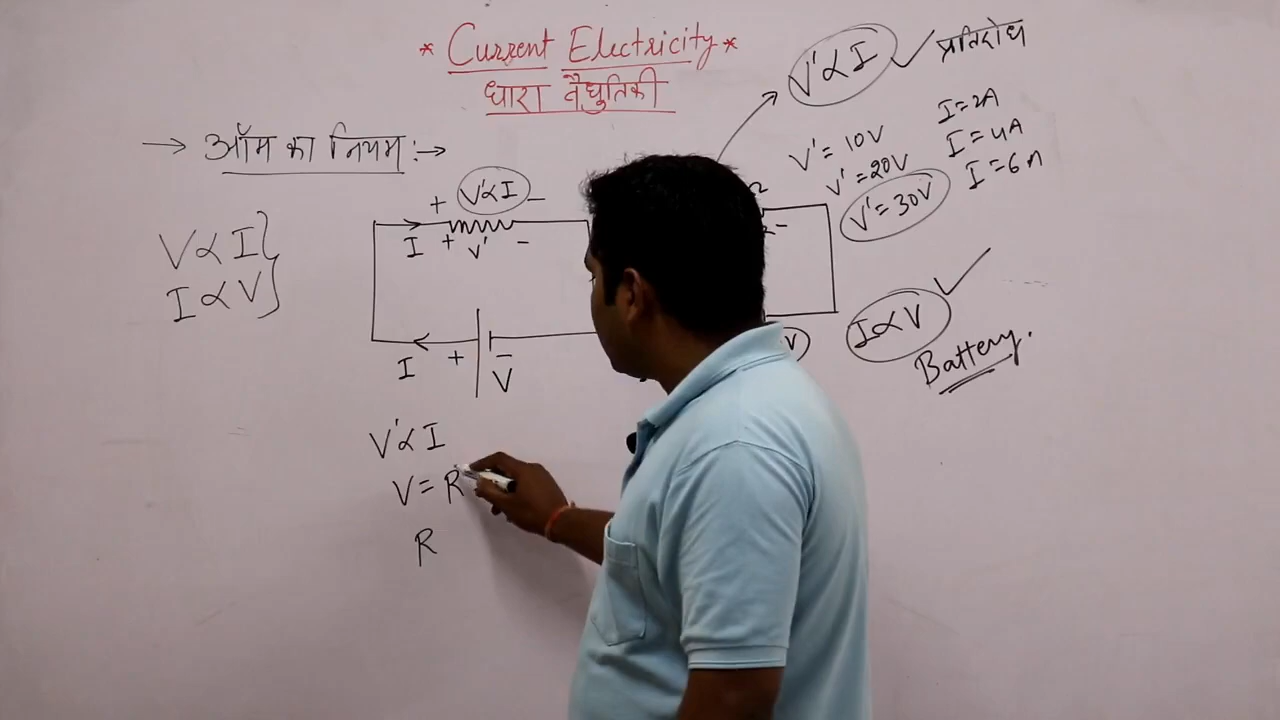 * Current Electricity *
धारा वैधुतिकी
→ ऑम का नियम :→
V ∝ I
I ∝ V
+ V'∝I −
I + V' −
I + − V
V' ∝ I
V = R
R
V' ∝ I ✓ प्रतिरोध
V' = 10V I = 2A
V' = 20V I = 4A
V' = 30V I = 6A
I ∝ V ✓
Battery.